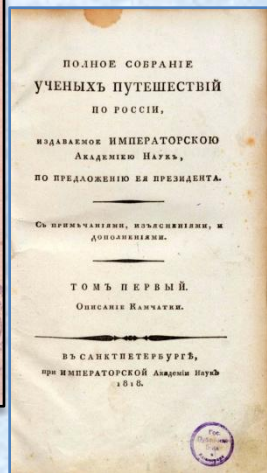 ПОЛНОЕ СОБРАНІЕ
УЧЕНЫХЪ ПУТЕШЕСТВІЙ
ПО РОССІИ,
ИЗДАВАЕМОЕ ИМПЕРАТОРСКОЮ
АКАДЕМІЕЮ НАУКЪ,
ПО ПРЕДЛОЖЕНІЮ ЕЯ ПРЕЗИДЕНТА.
Съ ПРИМѢЧАНІЯМИ, ИЗЪЯСНЕНІЯМИ, И
ДОПОЛНЕНІЯМИ.
ТОМЪ ПЕРВЫЙ.
Описаніе Камчатки.
ВЪ САНКТПЕТЕРБУРГѢ,
при ИМПЕРАТОРСКОЙ Академіи Наукъ
1818.
Гос.